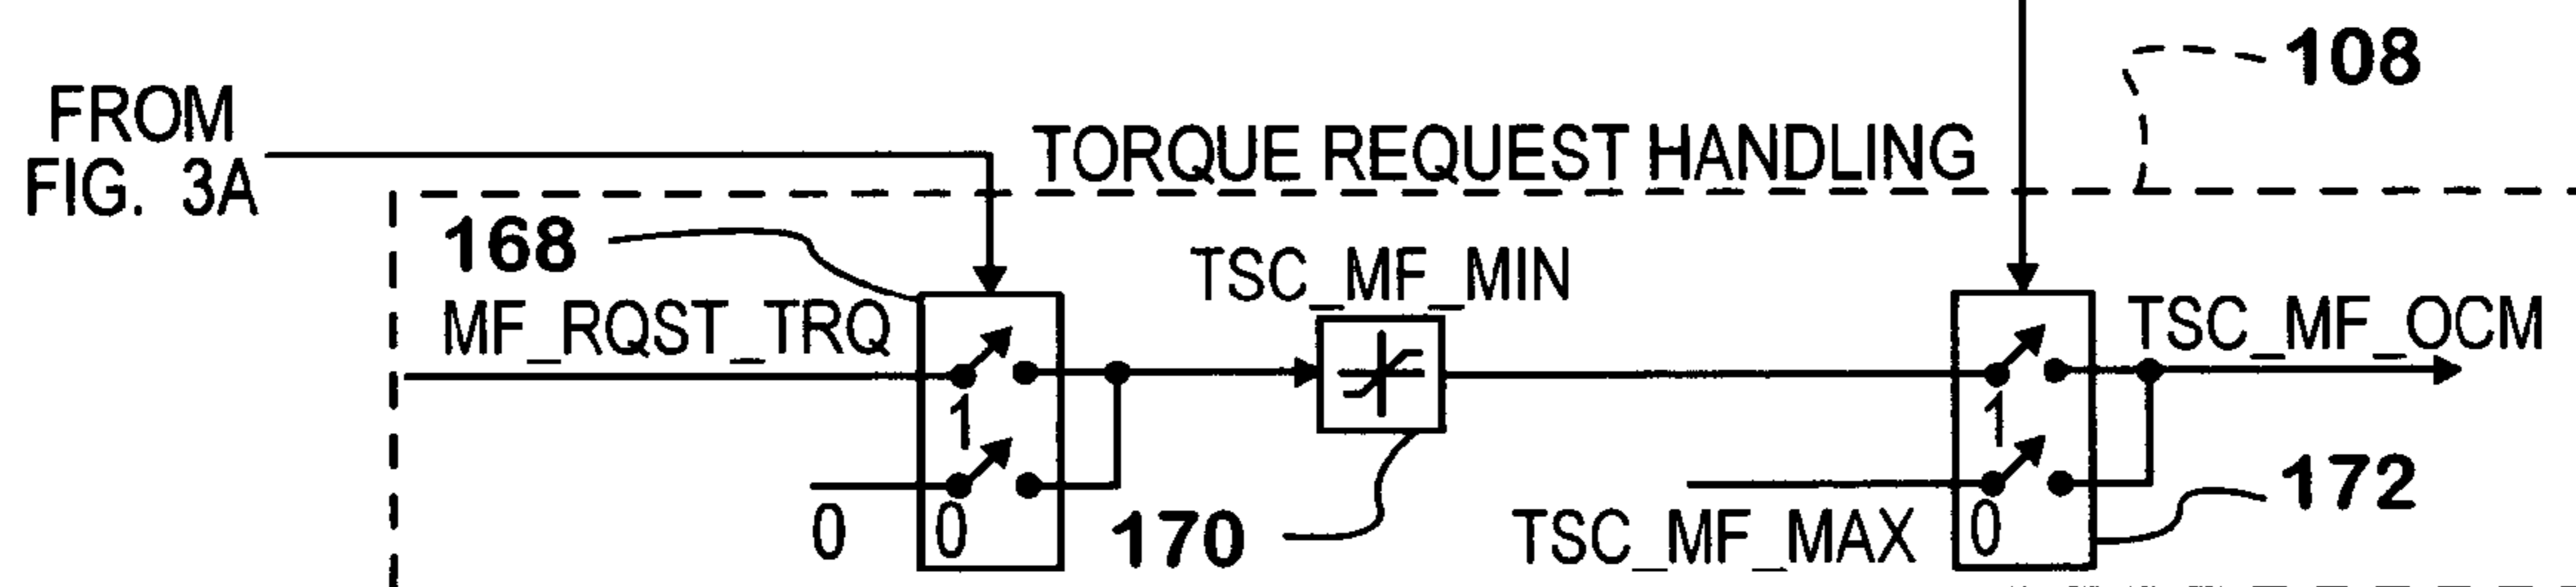 108
FROM
FIG. 3A
TORQUE REQUEST HANDLING
168
TSC_MF_MIN
MF_RQST_TRQ
TSC_MF_OCM
1
1
0
0
170
TSC_MF_MAX
0
172